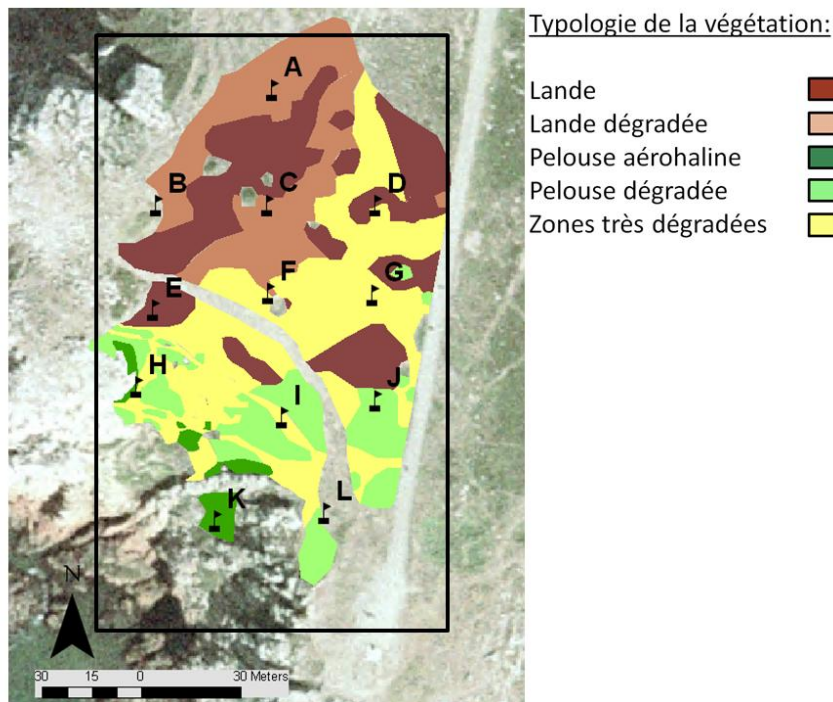 Typologie de la végétation:
Lande
Lande dégradée
Pelouse aérohaline
Pelouse dégradée
Zones très dégradées
A
B
C
D
E
F
G
H
I
J
K
L
N
30 15 0 30 Meters